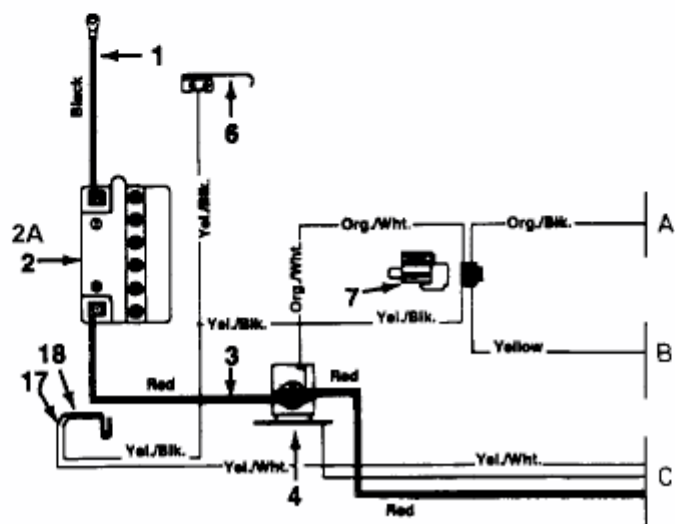 1
Black
6
Yel./Blk.
2A
2
Org./Wht.
Org./Wht.
Org./Blk.
A
7
Yel./Blk.
Yel./Blk.
Yellow
B
18
17
3
Red
Red
Yel./Blk.
Yel./Wht.
4
Yel./Wht.
C
Red